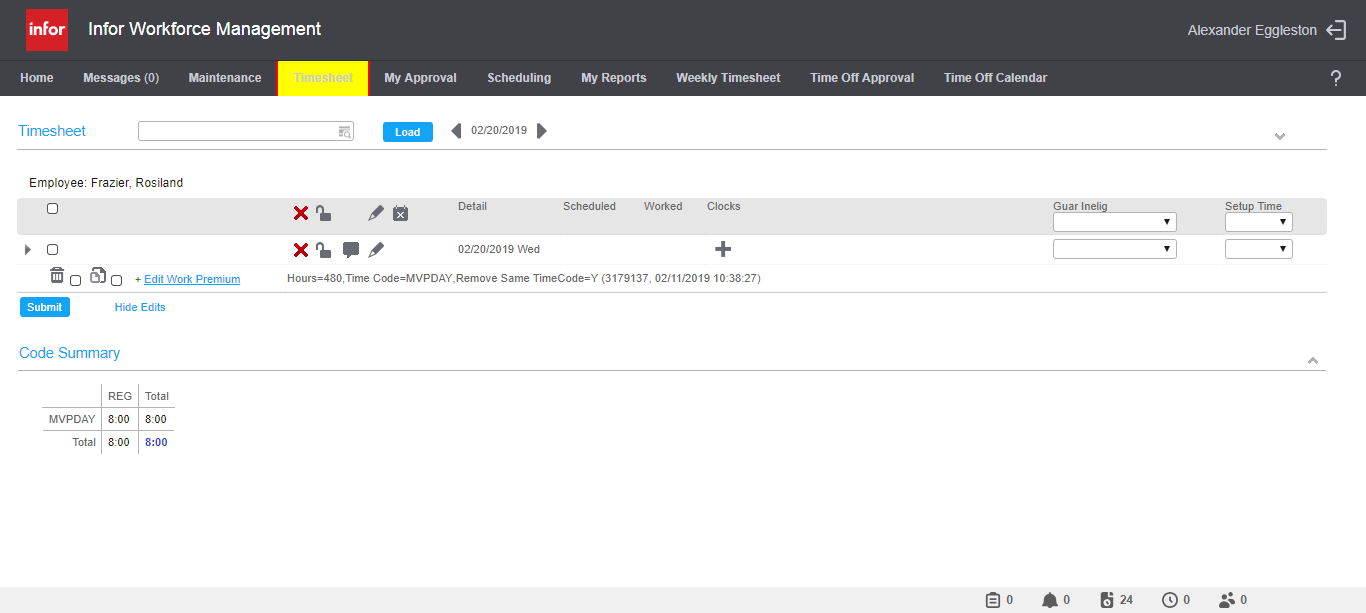 infor Infor Workforce Management Alexander Eggleston
Home Messages (0) Maintenance Timesheet My Approval Scheduling My Reports Weekly Timesheet Time Off Approval Time Off Calendar ?
Timesheet Load 02/20/2019
Employee: Frazier, Rosiland
Detail Scheduled Worked Clocks Guar Inelig Setup Time
02/20/2019 Wed
+ Edit Work Premium Hours=480,Time Code=MVPDAY,Remove Same TimeCode=Y (3179137, 02/11/2019 10:38:27)
Submit Hide Edits
Code Summary
REG Total
MVPDAY 8:00 8:00
Total 8:00 8:00
0 0 24 0 0